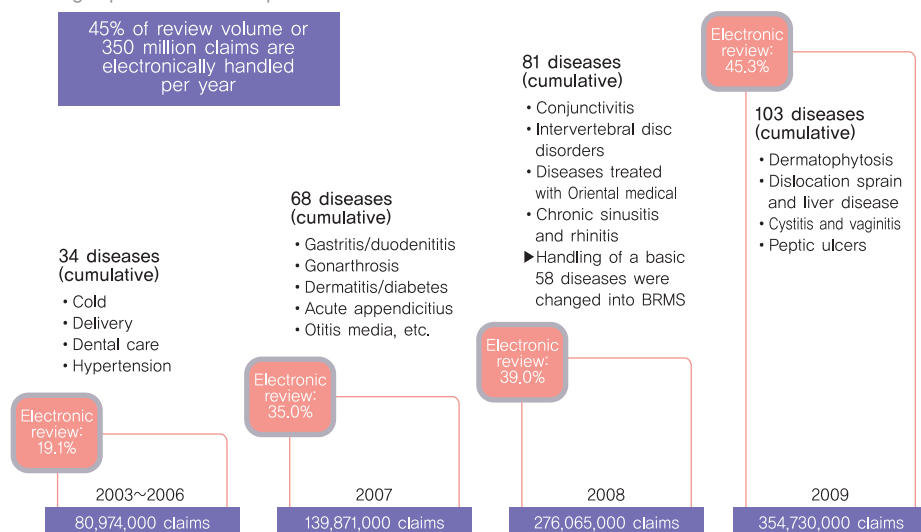 45% of review volume or
350 million claims are
electronically handled
per year
34 diseases
(cumulative)
• Cold
• Delivery
• Dental care
• Hypertension
Electronic
review:
19.1%
2003~2006
80,974,000 claims
68 diseases
(cumulative)
• Gastritis/duodenititis
• Gonarthrosis
• Dermatitis/diabetes
• Acute appendicitius
• Otitis media, etc.
Electronic
review:
35.0%
2007
139,871,000 claims
81 diseases
(cumulative)
• Conjunctivitis
• Intervertebral disc
disorders
• Diseases treated
with Oriental medical
• Chronic sinusitis
and rhinitis
▶Handling of a basic
58 diseases were
changed into BRMS
Electronic
review:
39.0%
2008
276,065,000 claims
Electronic
review:
45.3%
103 diseases
(cumulative)
• Dermatophytosis
• Dislocation sprain
and liver disease
• Cystitis and vaginitis
• Peptic ulcers
2009
354,730,000 claims